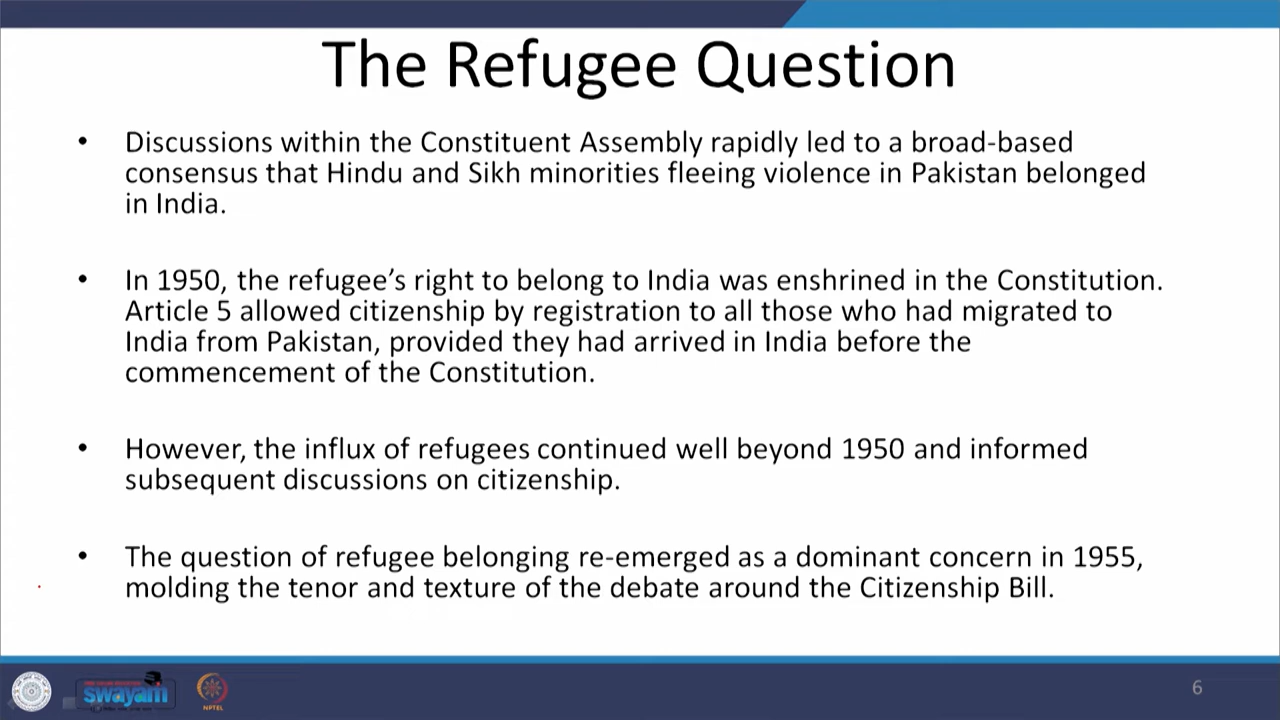 The Refugee Question
• Discussions within the Constituent Assembly rapidly led to a broad-based
consensus that Hindu and Sikh minorities fleeing violence in Pakistan belonged
in India.
• In 1950, the refugee’s right to belong to India was enshrined in the Constitution.
Article 5 allowed citizenship by registration to all those who had migrated to
India from Pakistan, provided they had arrived in India before the
commencement of the Constitution.
• However, the influx of refugees continued well beyond 1950 and informed
subsequent discussions on citizenship.
• The question of refugee belonging re-emerged as a dominant concern in 1955,
molding the tenor and texture of the debate around the Citizenship Bill.
swayam
NPTEL
6